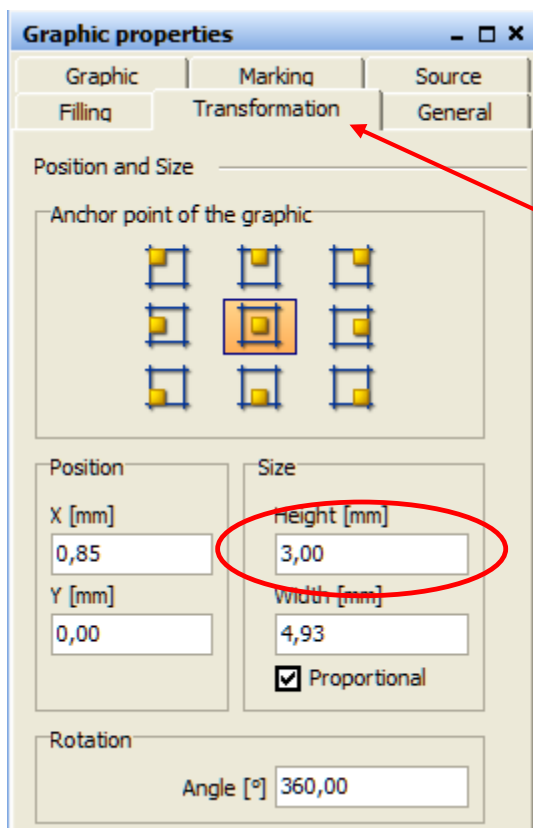 Graphic properties
Graphic Marking Source
Filling Transformation General
Position and Size
Anchor point of the graphic
Position
X [mm]
0,85
Y [mm]
0,00
Size
Height [mm]
3,00
Width [mm]
4,93
Proportional
Rotation
Angle [°] 360,00